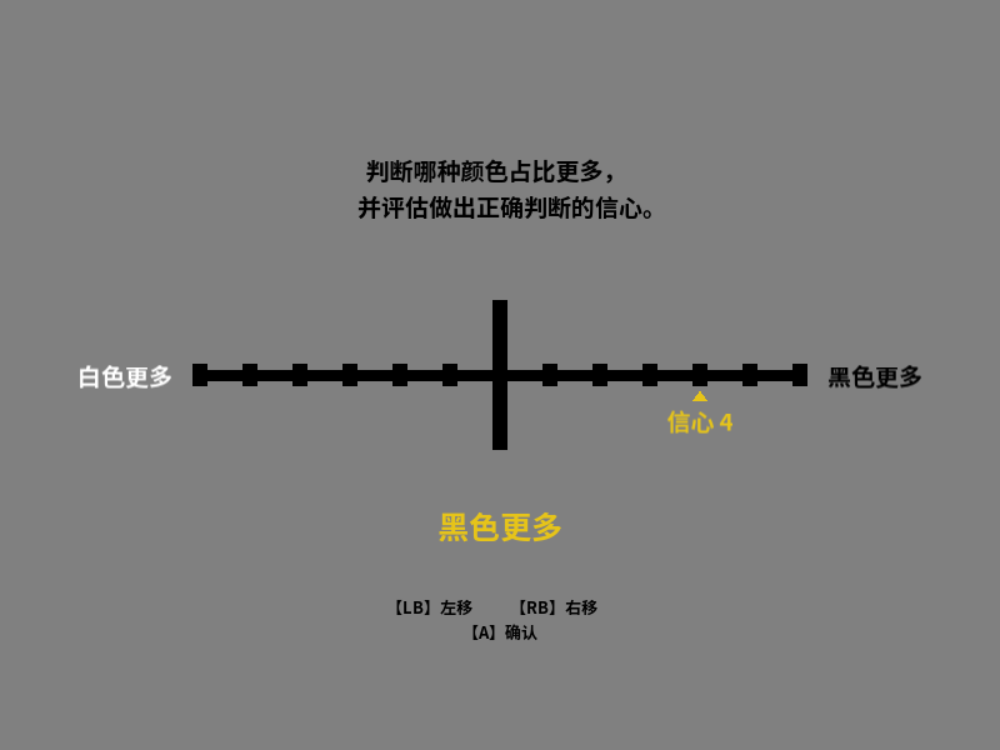 判断哪种颜色占比更多，
并评估做出正确判断的信心。
白色更多
黑色更多
信心 4
黑色更多
【LB】左移 【RB】右移
【A】确认